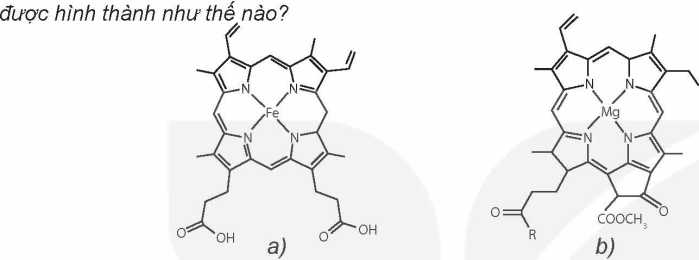 được hình thành như thế nào?
N N
Fe
N N
O OH
O OH
a)
N N
Mg
N N
O R
COOCH3
O
b)